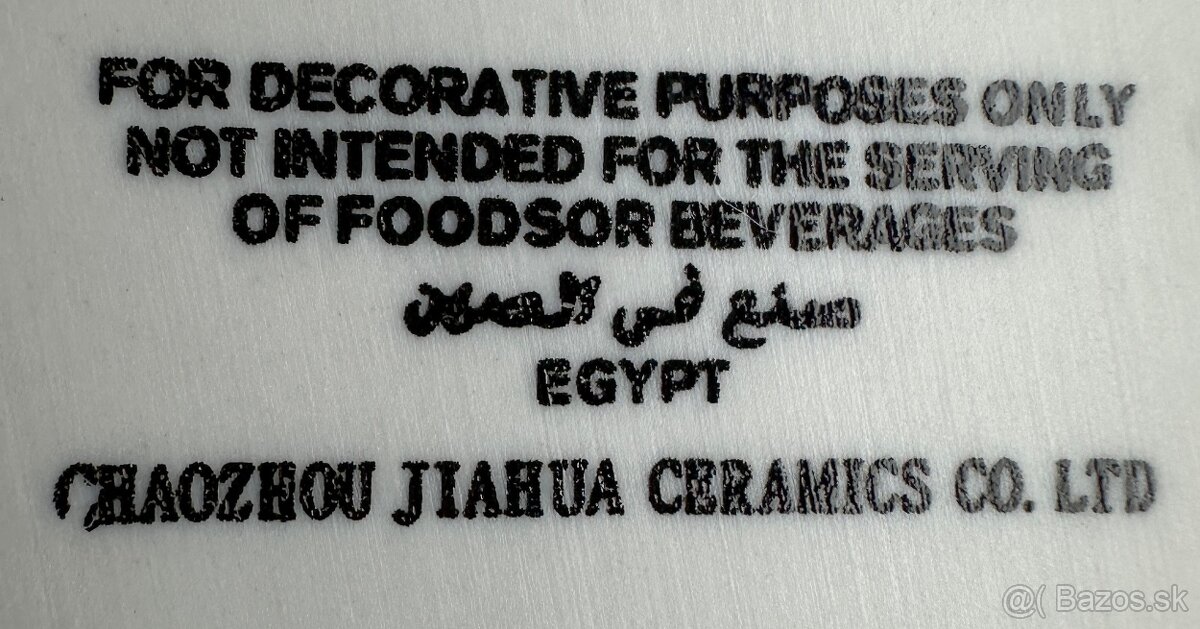 FOR DECORATIVE PURPOSES ONLY
NOT INTENDED FOR THE SERVING
OF FOODSOR BEVERAGES
صنع في الصين
EGYPT
CHAOZHOU JIAHUA CERAMICS CO. LTD
@( Bazos.sk